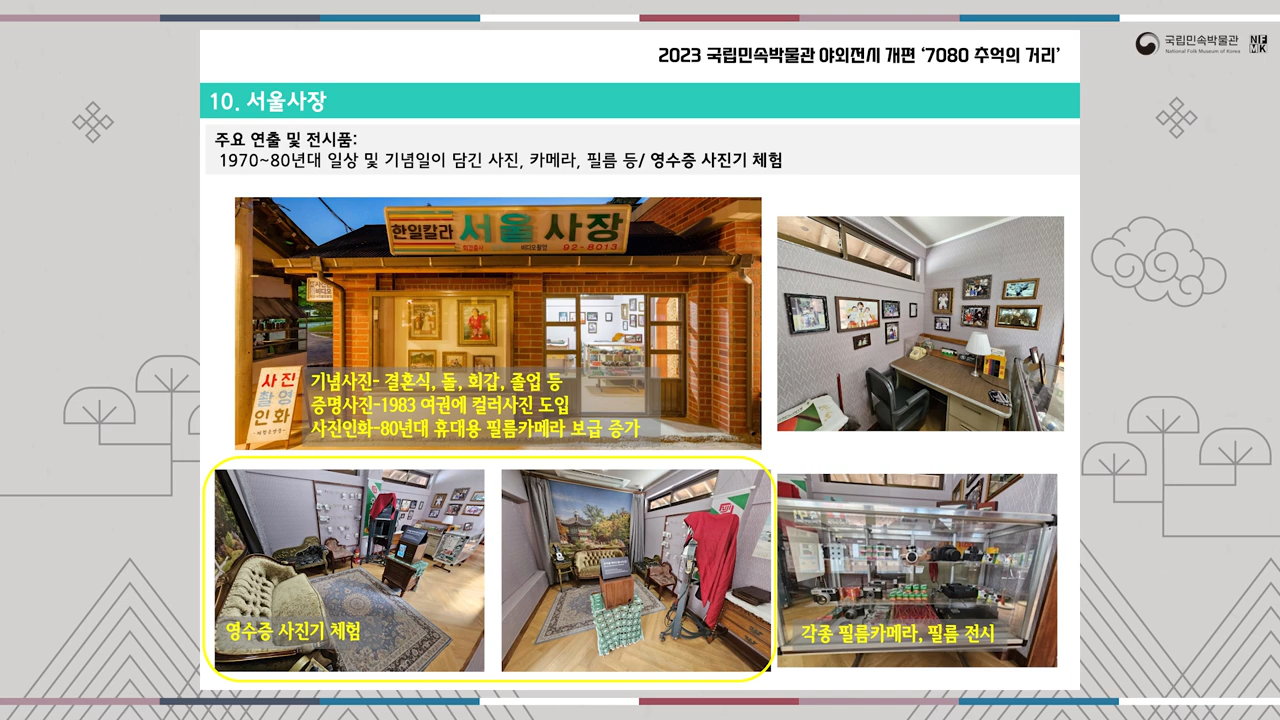 국립민속박물관
National Folk Museum of Korea
NF
MK
2023 국립민속박물관 야외전시 개편 ‘7080 추억의 거리’
10. 서울사장
주요 연출 및 전시품:
1970~80년대 일상 및 기념일이 담긴 사진, 카메라, 필름 등/ 영수증 사진기 체험
한일칼라 서울 사장
비디오촬영 92-8013
사진
촬영
인화
기념사진- 결혼식, 돌, 회갑, 졸업 등
증명사진-1983 여권에 컬러사진 도입
사진인화-80년대 휴대용 필름카메라 보급 증가
영수증 사진기 체험
각종 필름카메라, 필름 전시